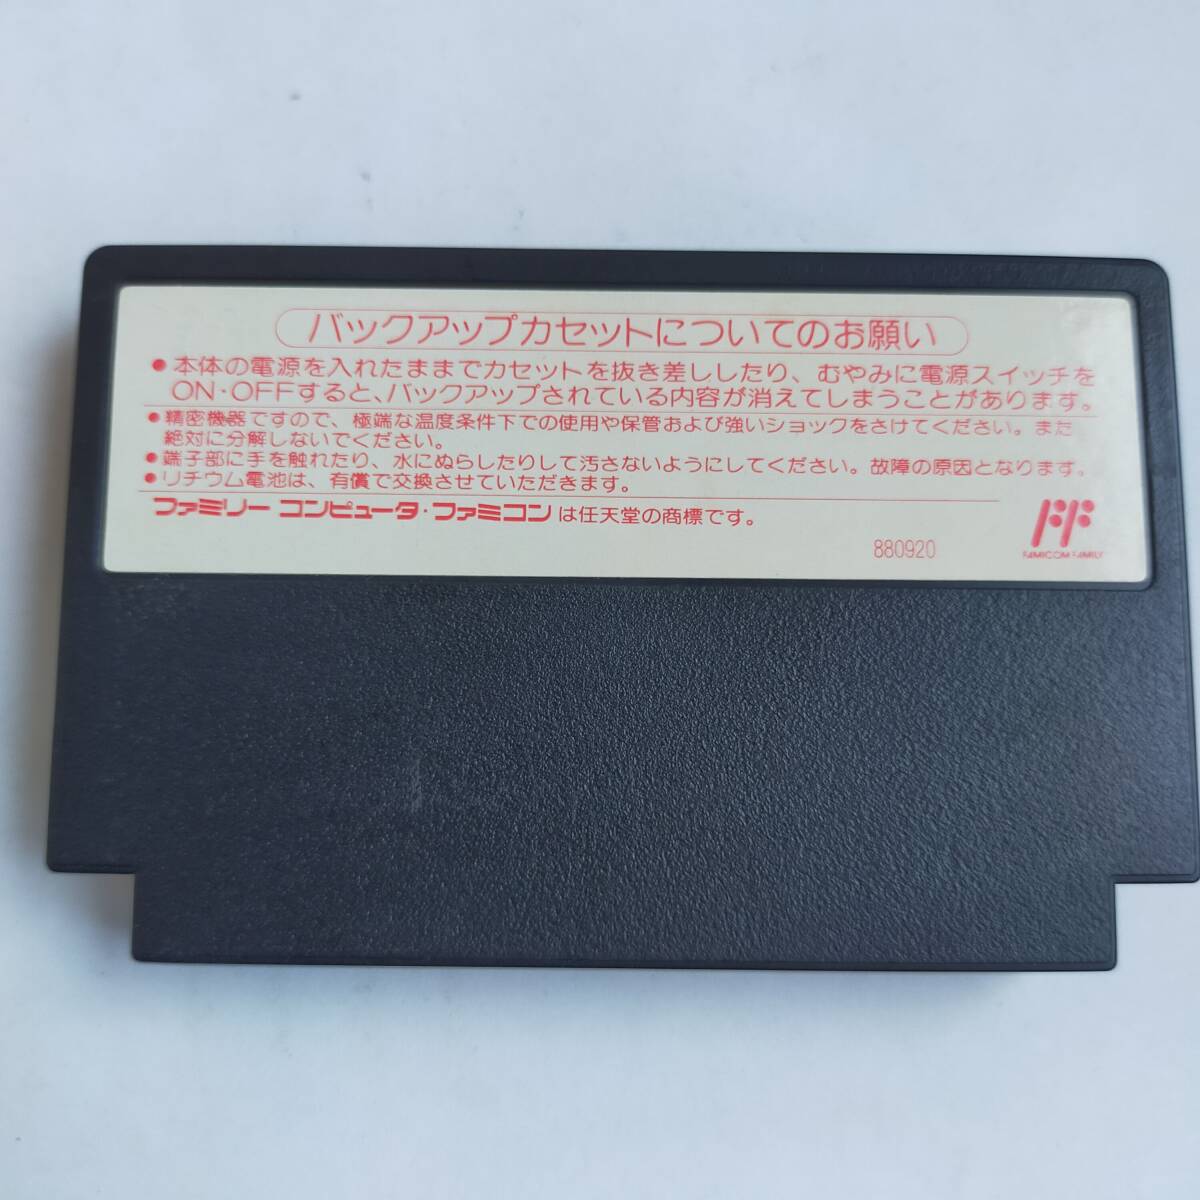 バックアップカセットについてのお願い
●本体の電源を入れたままでカセットを抜き差ししたり、むやみに電源スイッチを
ON・OFFすると、バックアップされている内容が消えてしまうことがあります。
●精密機器ですので、極端な温度条件下での使用や保管および強いショックをさけてください。また
絶対に分解しないでください。
●端子部に手を触れたり、水にぬらしたりして汚さないようにしてください。故障の原因となります。
●リチウム電池は、有償で交換させていただきます。
ファミリー コンピュータ・ファミコンは任天堂の商標です。
FF
FAMICOM FAMILY
880920